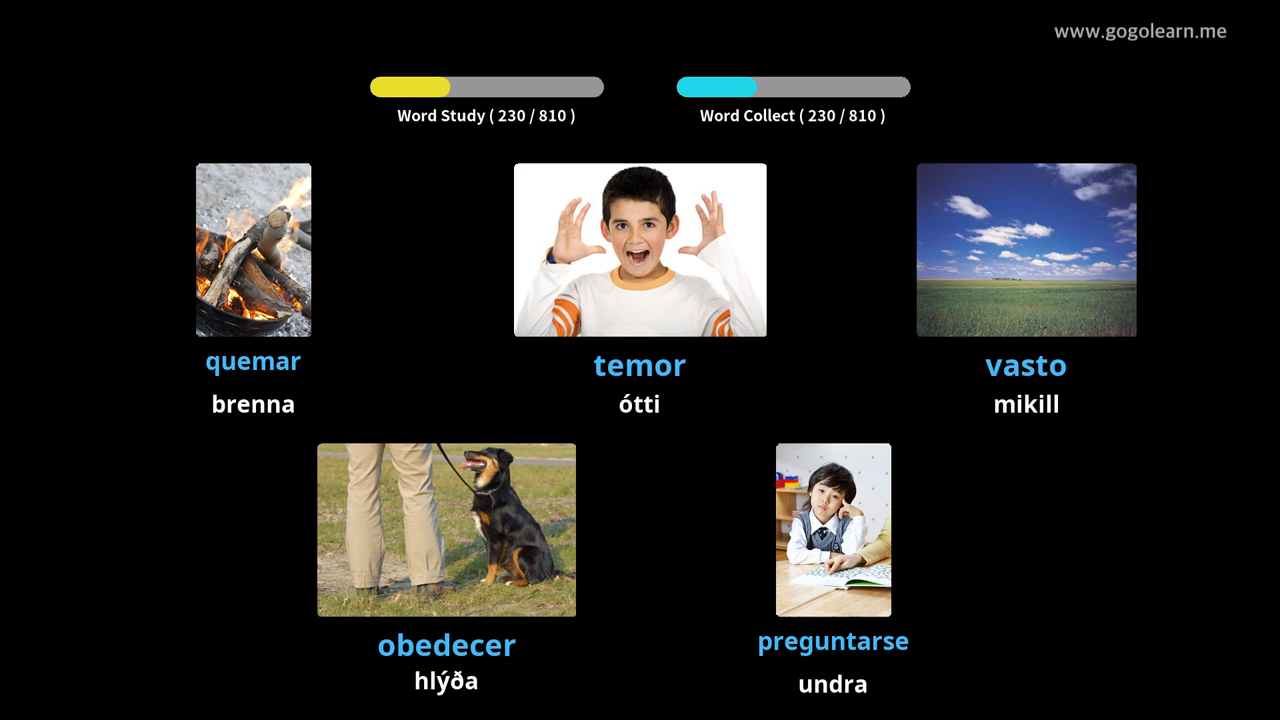 www.gogolearn.me
Word Study ( 230 / 810 )
Word Collect ( 230 / 810 )
quemar
brenna
temor
ótti
vasto
mikill
obedecer
hlýða
preguntarse
undra